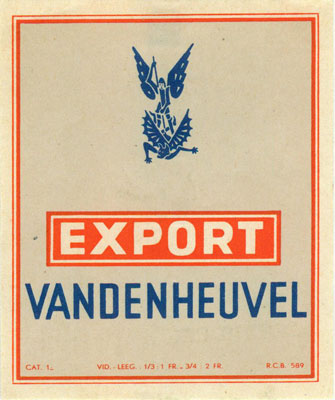 EXPORT
VANDENHEUVEL
CAT. 1. VID. - LEEG. : 1/3 : 1 FR. - 3/4 : 2 FR. R.C.B. 589